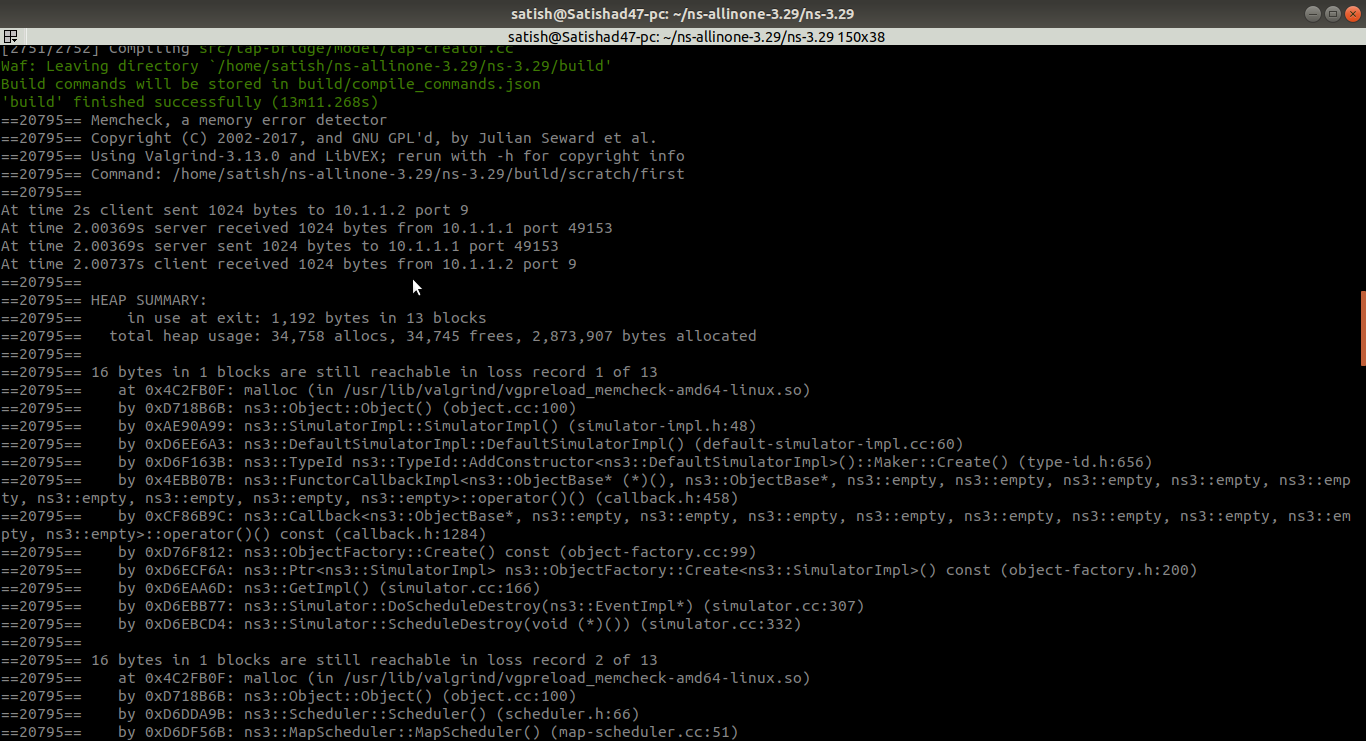 satish@Satishad47-pc: ~/ns-allinone-3.29/ns-3.29
satish@Satishad47-pc: ~/ns-allinone-3.29/ns-3.29 150x38
[2751/2752] Compiling src/tap-bridge/model/tap-creator.cc
Waf: Leaving directory `/home/satish/ns-allinone-3.29/ns-3.29/build'
Build commands will be stored in build/compile_commands.json
'build' finished successfully (13m11.268s)
==20795== Memcheck, a memory error detector
==20795== Copyright (C) 2002-2017, and GNU GPL'd, by Julian Seward et al.
==20795== Using Valgrind-3.13.0 and LibVEX; rerun with -h for copyright info
==20795== Command: /home/satish/ns-allinone-3.29/ns-3.29/build/scratch/first
==20795==
At time 2s client sent 1024 bytes to 10.1.1.2 port 9
At time 2.00369s server received 1024 bytes from 10.1.1.1 port 49153
At time 2.00369s server sent 1024 bytes to 10.1.1.1 port 49153
At time 2.00737s client received 1024 bytes from 10.1.1.2 port 9
==20795==
==20795== HEAP SUMMARY:
==20795==     in use at exit: 1,192 bytes in 13 blocks
==20795==   total heap usage: 34,758 allocs, 34,745 frees, 2,873,907 bytes allocated
==20795==
==20795== 16 bytes in 1 blocks are still reachable in loss record 1 of 13
==20795==    at 0x4C2FB0F: malloc (in /usr/lib/valgrind/vgpreload_memcheck-amd64-linux.so)
==20795==    by 0xD718B6B: ns3::Object::Object() (object.cc:100)
==20795==    by 0xAE90A99: ns3::SimulatorImpl::SimulatorImpl() (simulator-impl.h:48)
==20795==    by 0xD6EE6A3: ns3::DefaultSimulatorImpl::DefaultSimulatorImpl() (default-simulator-impl.cc:60)
==20795==    by 0xD6F163B: ns3::TypeId ns3::TypeId::AddConstructor<ns3::DefaultSimulatorImpl>()::Maker::Create() (type-id.h:656)
==20795==    by 0x4EBB07B: ns3::FunctorCallbackImpl<ns3::ObjectBase* (*)(), ns3::ObjectBase*, ns3::empty, ns3::empty, ns3::empty, ns3::empty, ns3::emp
ty, ns3::empty, ns3::empty, ns3::empty, ns3::empty>::operator()() (callback.h:458)
==20795==    by 0xCF86B9C: ns3::Callback<ns3::ObjectBase*, ns3::empty, ns3::empty, ns3::empty, ns3::empty, ns3::empty, ns3::empty, ns3::empty, ns3::em
pty, ns3::empty>::operator()() const (callback.h:1284)
==20795==    by 0xD76F812: ns3::ObjectFactory::Create() const (object-factory.cc:99)
==20795==    by 0xD6ECF6A: ns3::Ptr<ns3::SimulatorImpl> ns3::ObjectFactory::Create<ns3::SimulatorImpl>() const (object-factory.h:200)
==20795==    by 0xD6EAA6D: ns3::GetImpl() (simulator.cc:166)
==20795==    by 0xD6EBB77: ns3::Simulator::DoScheduleDestroy(ns3::EventImpl*) (simulator.cc:307)
==20795==    by 0xD6EBCD4: ns3::Simulator::ScheduleDestroy(void (*)()) (simulator.cc:332)
==20795==
==20795== 16 bytes in 1 blocks are still reachable in loss record 2 of 13
==20795==    at 0x4C2FB0F: malloc (in /usr/lib/valgrind/vgpreload_memcheck-amd64-linux.so)
==20795==    by 0xD718B6B: ns3::Object::Object() (object.cc:100)
==20795==    by 0xD6DDA9B: ns3::Scheduler::Scheduler() (scheduler.h:66)
==20795==    by 0xD6DF56B: ns3::MapScheduler::MapScheduler() (map-scheduler.cc:51)